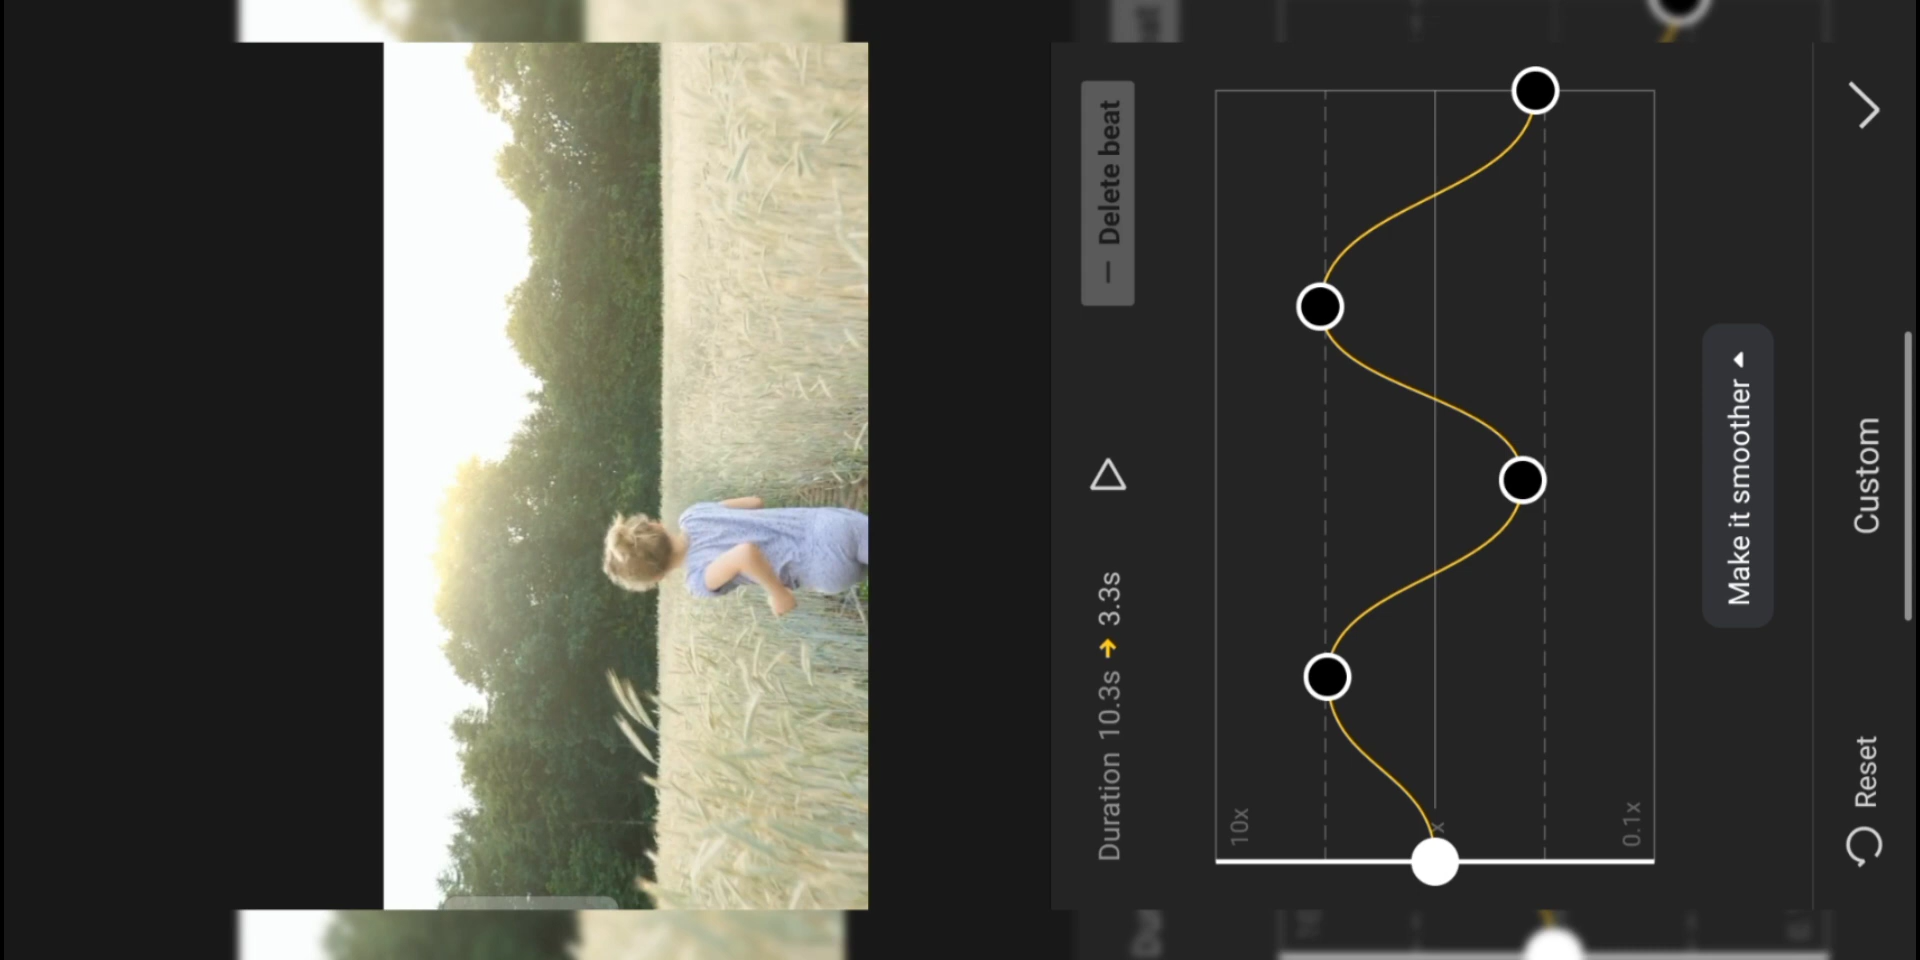 Duration 10.3s → 3.3s
— Delete beat
10x
x
0.1x
Make it smoother
Reset
Custom